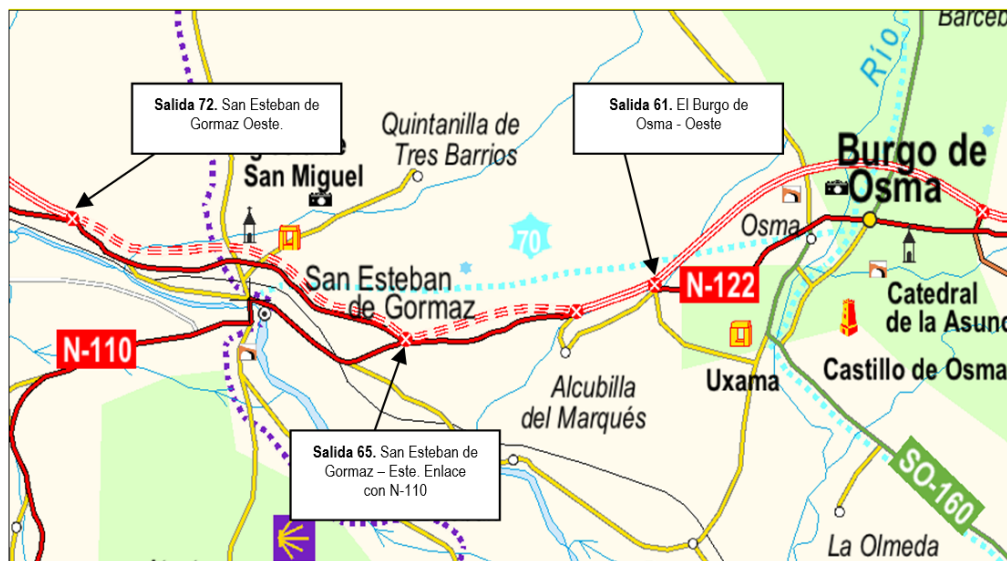 Barceb
Río
Salida 72. San Esteban de
Gormaz Oeste.
Salida 61. El Burgo de
Osma - Oeste
Quintanilla de
Tres Barrios
San Miguel
Burgo de
Osma
Osma
70
San Esteban
de Gormaz
N-122
N-110
Catedral
de la Asunc
Castillo de Osma
Uxama
Alcubilla
del Marqués
Salida 65. San Esteban de
Gormaz – Este. Enlace
con N-110
SO-160
La Olmeda